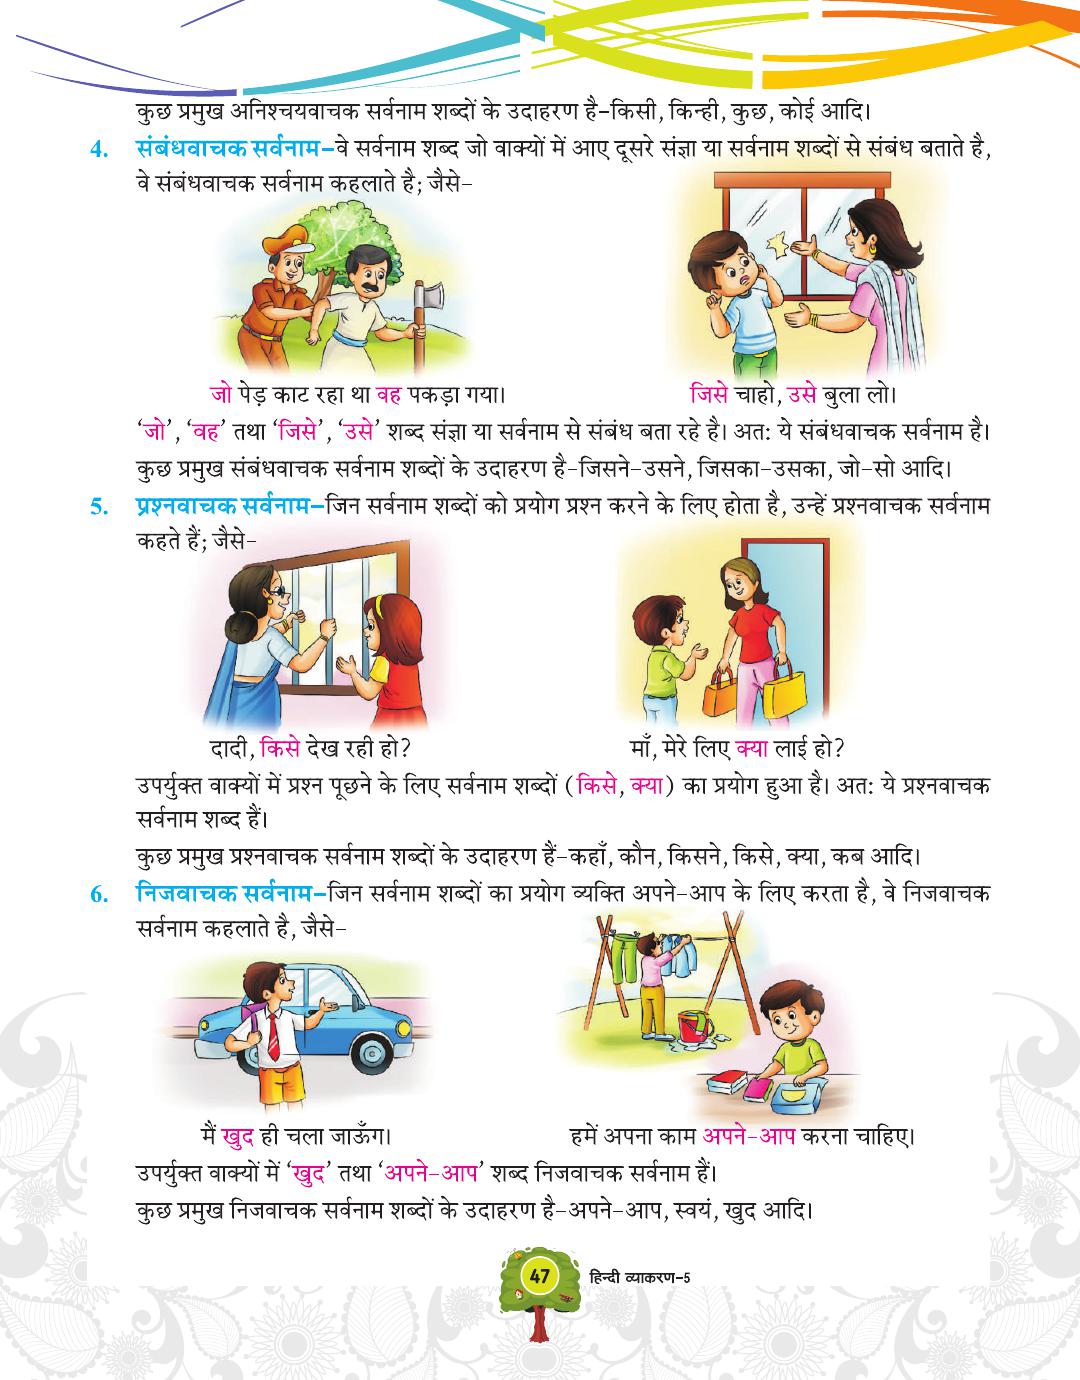 कुछ प्रमुख अनिश्चयवाचक सर्वनाम शब्दों के उदाहरण है–किसी, किन्ही, कुछ, कोई आदि।
4. संबंधवाचक सर्वनाम–वे सर्वनाम शब्द जो वाक्यों में आए दूसरे संज्ञा या सर्वनाम शब्दों से संबंध बताते है,
वे संबंधवाचक सर्वनाम कहलाते है; जैसे–
जो पेड़ काट रहा था वह पकड़ा गया।
जिसे चाहो, उसे बुला लो।
‘जो’, ‘वह’ तथा ‘जिसे’, ‘उसे’ शब्द संज्ञा या सर्वनाम से संबंध बता रहे है। अत: ये संबंधवाचक सर्वनाम है।
कुछ प्रमुख संबंधवाचक सर्वनाम शब्दों के उदाहरण है–जिसने–उसने, जिसका–उसका, जो–सो आदि।
5. प्रश्नवाचक सर्वनाम–जिन सर्वनाम शब्दों को प्रयोग प्रश्न करने के लिए होता है, उन्हें प्रश्नवाचक सर्वनाम
कहते हैं; जैसे–
दादी, किसे देख रही हो?
माँ, मेरे लिए क्या लाई हो?
उपर्युक्त वाक्यों में प्रश्न पूछने के लिए सर्वनाम शब्दों (किसे, क्या) का प्रयोग हुआ है। अत: ये प्रश्नवाचक
सर्वनाम शब्द हैं।
कुछ प्रमुख प्रश्नवाचक सर्वनाम शब्दों के उदाहरण हैं–कहाँ, कौन, किसने, किसे, क्या, कब आदि।
6. निजवाचक सर्वनाम–जिन सर्वनाम शब्दों का प्रयोग व्यक्ति अपने–आप के लिए करता है, वे निजवाचक
सर्वनाम कहलाते है, जैसे–
मैं खुद ही चला जाऊँग।
हमें अपना काम अपने–आप करना चाहिए।
उपर्युक्त वाक्यों में ‘खुद’ तथा ‘अपने–आप’ शब्द निजवाचक सर्वनाम हैं।
कुछ प्रमुख निजवाचक सर्वनाम शब्दों के उदाहरण है–अपने–आप, स्वयं, खुद आदि।
47 हिन्दी व्याकरण–5